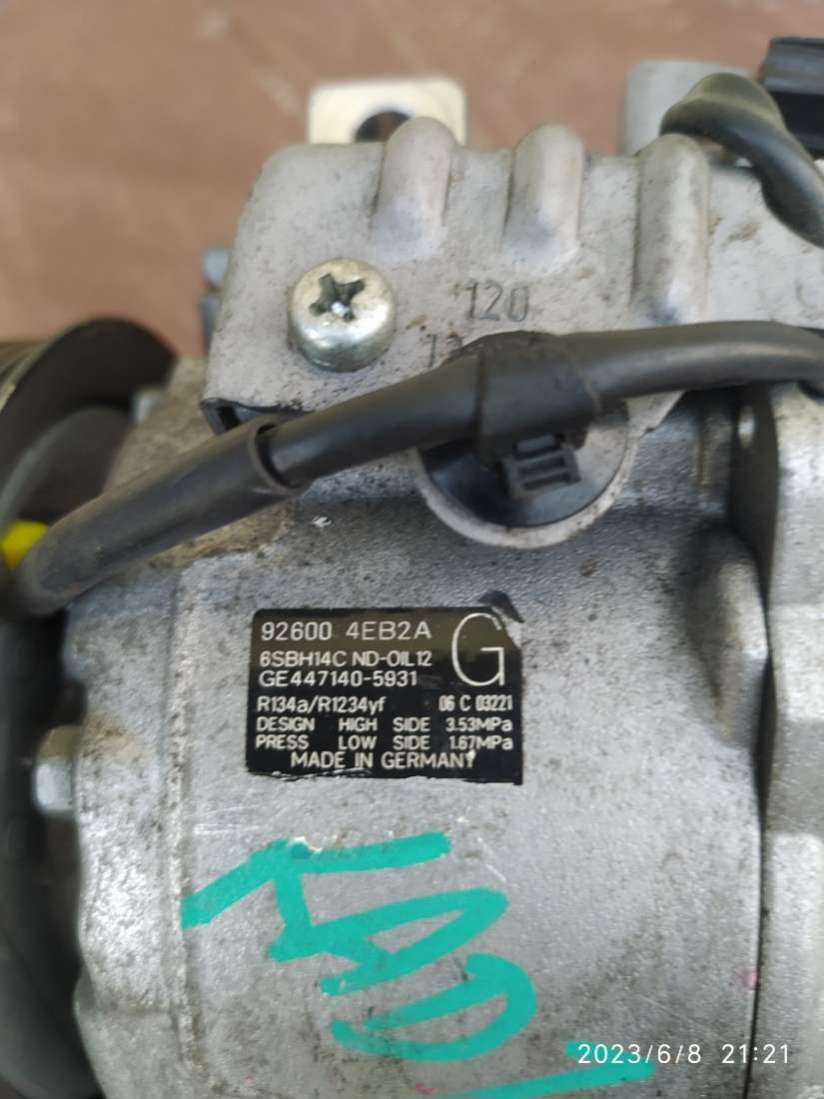 120
92600 4EB2A
G
6SBH14C ND-OIL12
GE447140-5931
R134a/R1234yf 06 C 03221
DESIGN HIGH SIDE 3.53MPa
PRESS LOW SIDE 1.67MPa
MADE IN GERMANY
2023/6/8 21:21